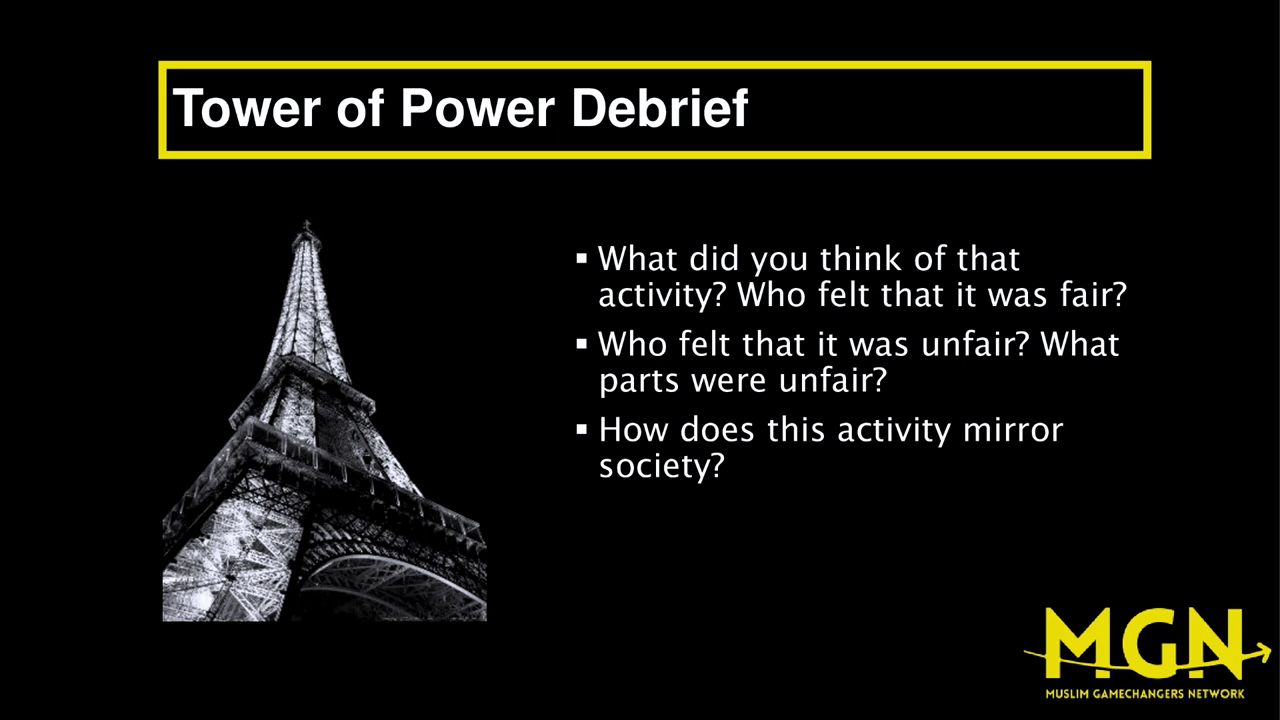 Tower of Power Debrief
▪ What did you think of that
activity? Who felt that it was fair?
▪ Who felt that it was unfair? What
parts were unfair?
▪ How does this activity mirror
society?
MGN
MUSLIM GAMECHANGERS NETWORK